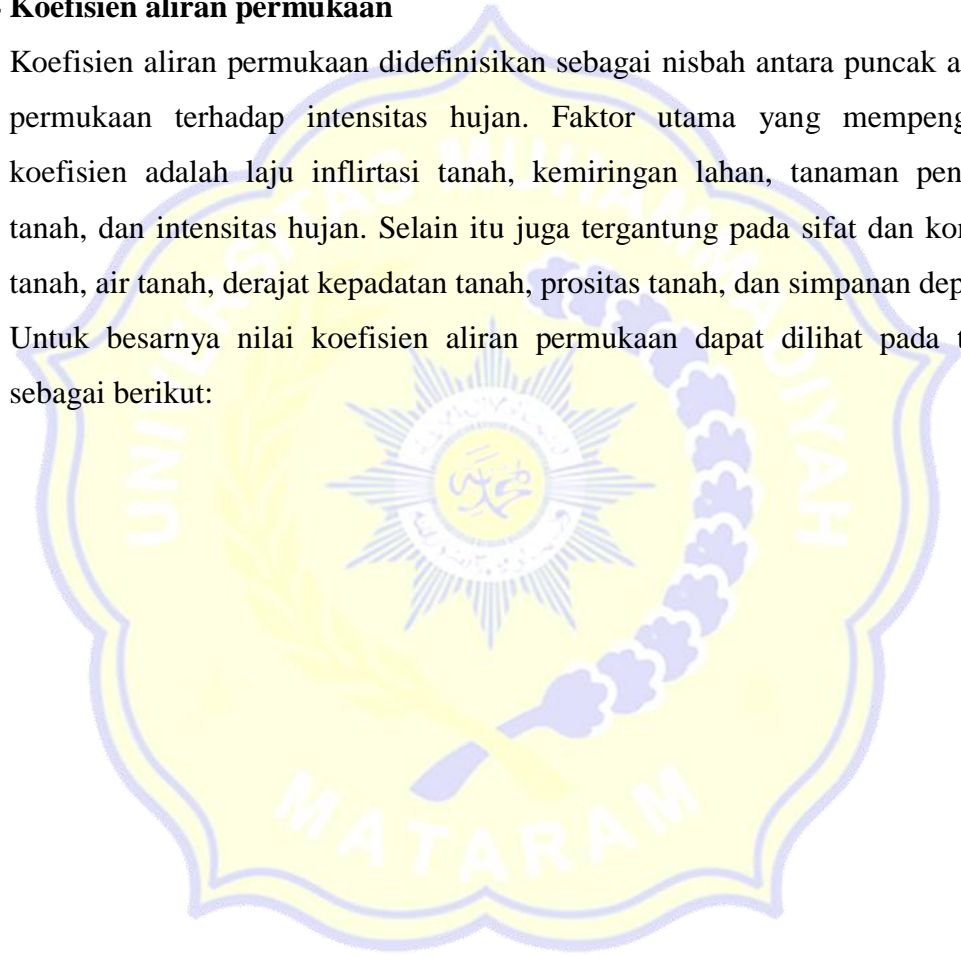 Koefisien aliran permukaan
Koefisien aliran permukaan didefinisikan sebagai nisbah antara puncak a
permukaan terhadap intensitas hujan. Faktor utama yang mempeng
koefisien adalah laju inflirtasi tanah, kemiringan lahan, tanaman pen
tanah, dan intensitas hujan. Selain itu juga tergantung pada sifat dan kon
tanah, air tanah, derajat kepadatan tanah, prositas tanah, dan simpanan dep
Untuk besarnya nilai koefisien aliran permukaan dapat dilihat pada t
sebagai berikut:
UNIVERSITAS MUHAMMADIYAH
MATARAM